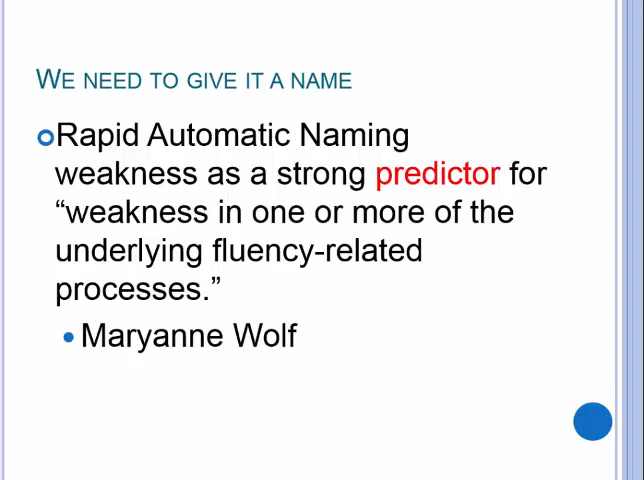 We need to give it a name
Rapid Automatic Naming
weakness as a strong predictor for
“weakness in one or more of the
underlying fluency-related
processes.”
Maryanne Wolf